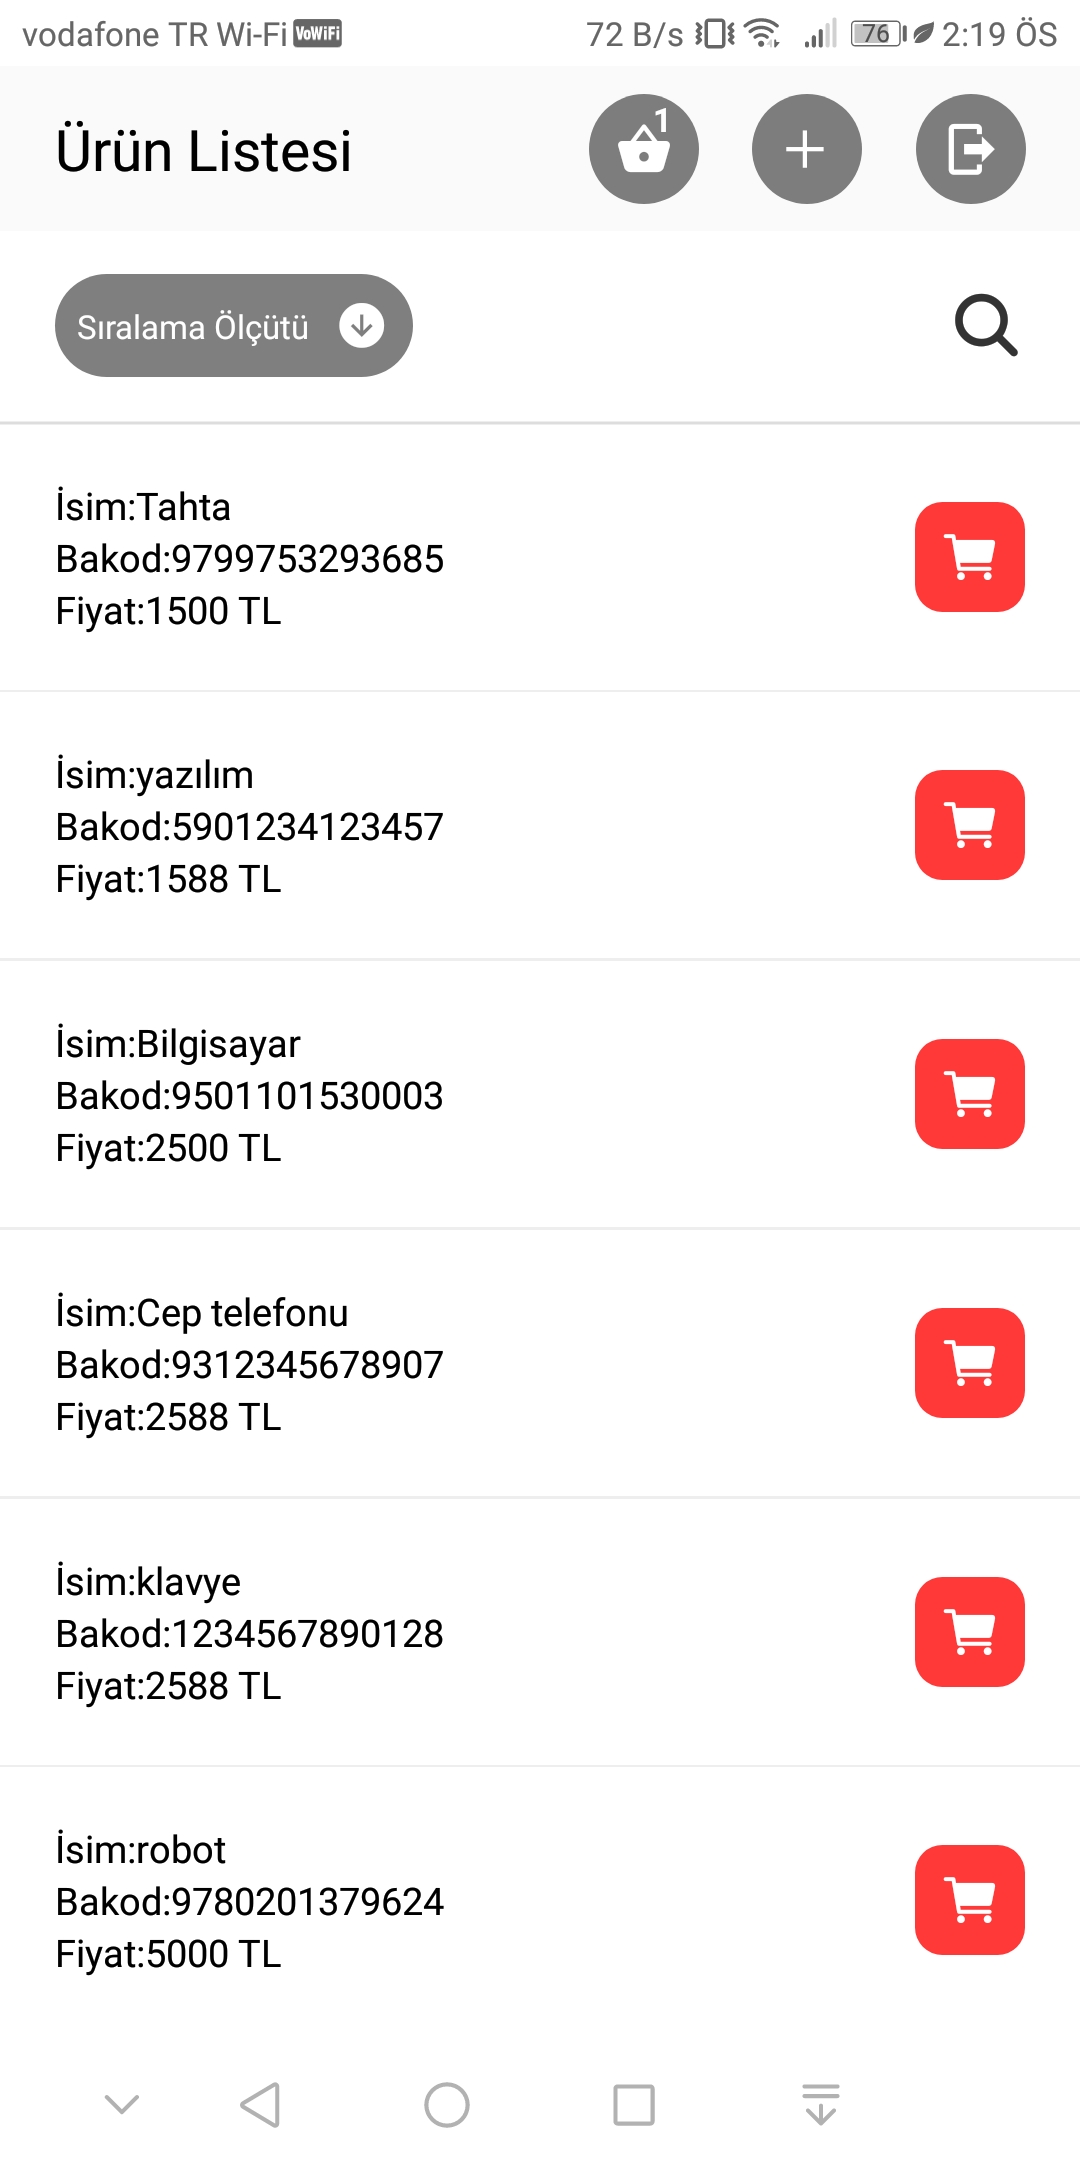 vodafone TR Wi-Fi VoWiFi 72 B/s 76 2:19 ÖS
Ürün Listesi 1
Sıralama Ölçütü
İsim:Tahta
Bakod:9799753293685
Fiyat:1500 TL
İsim:yazılım
Bakod:5901234123457
Fiyat:1588 TL
İsim:Bilgisayar
Bakod:9501101530003
Fiyat:2500 TL
İsim:Cep telefonu
Bakod:9312345678907
Fiyat:2588 TL
İsim:klavye
Bakod:1234567890128
Fiyat:2588 TL
İsim:robot
Bakod:9780201379624
Fiyat:5000 TL